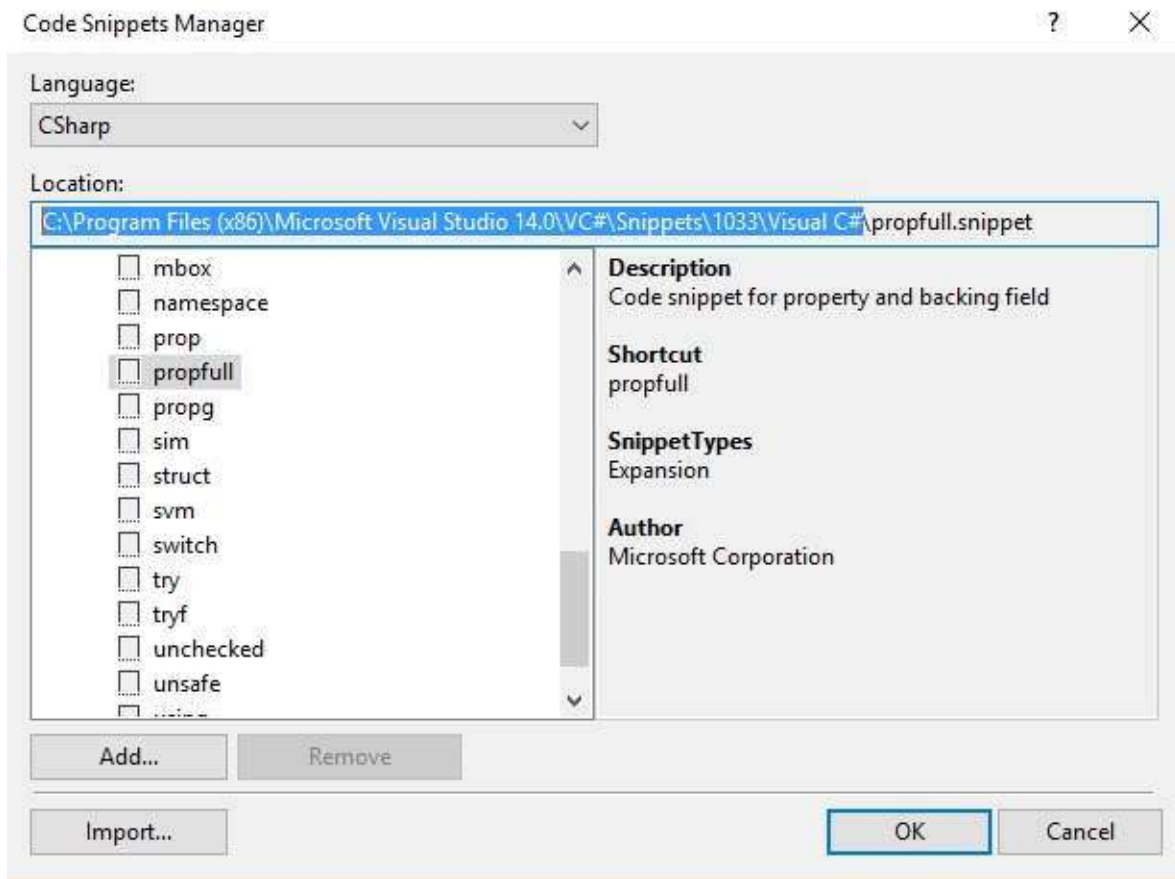 Code Snippets Manager
?
Language:
CSharp
Location:
C:\Program Files (x86)\Microsoft Visual Studio 14.0\VC#\Snippets\1033\Visual C#\propfull.snippet
mbox
namespace
prop
propfull
propg
sim
struct
svm
switch
try
tryf
unchecked
unsafe
Description
Code snippet for property and backing field
Shortcut
propfull
SnippetTypes
Expansion
Author
Microsoft Corporation
Add...
Remove
Import...
OK
Cancel